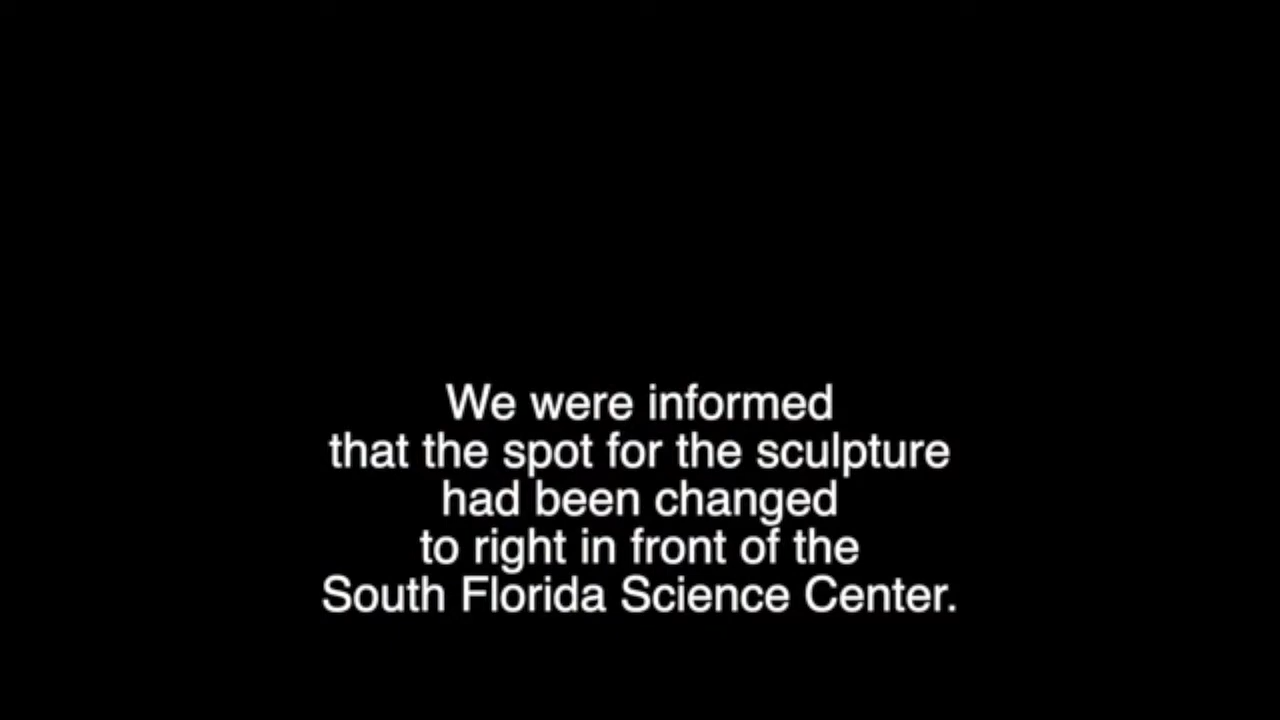 We were informed
that the spot for the sculpture
had been changed
to right in front of the
South Florida Science Center.